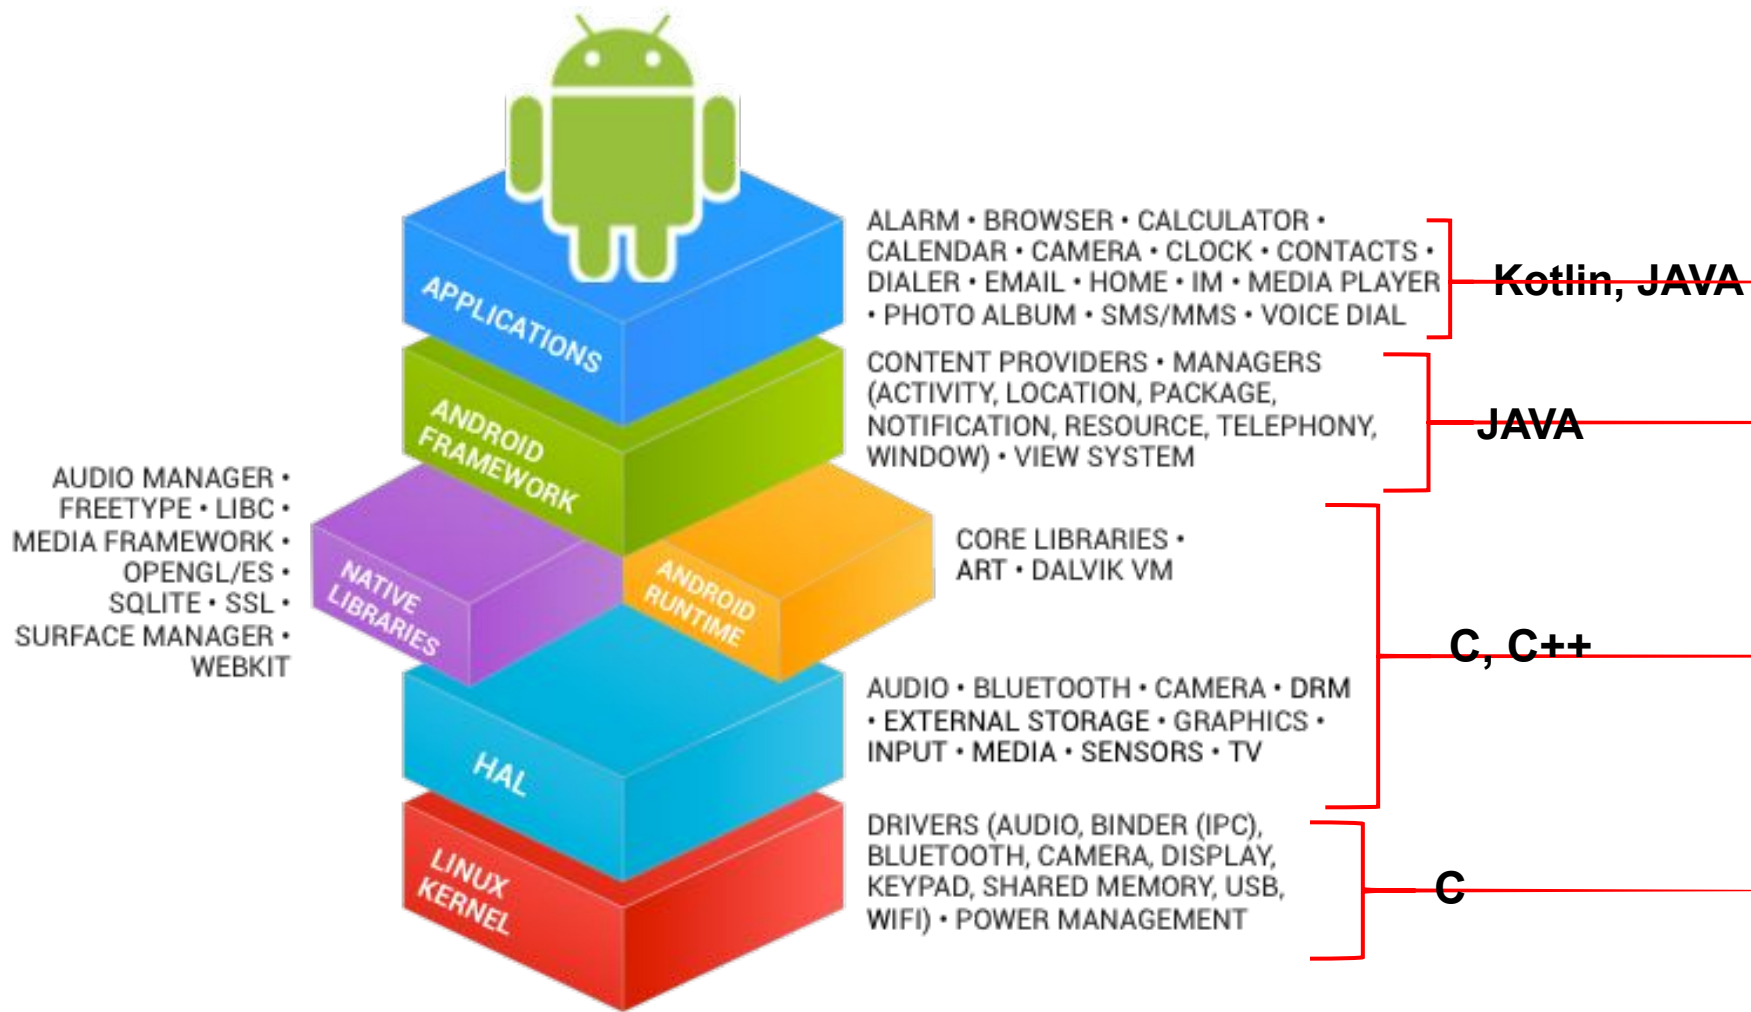 APPLICATIONS
ALARM • BROWSER • CALCULATOR •
CALENDAR • CAMERA • CLOCK • CONTACTS •
DIALER • EMAIL • HOME • IM • MEDIA PLAYER
• PHOTO ALBUM • SMS/MMS • VOICE DIAL
Kotlin, JAVA
ANDROID
FRAMEWORK
CONTENT PROVIDERS • MANAGERS
(ACTIVITY, LOCATION, PACKAGE,
NOTIFICATION, RESOURCE, TELEPHONY,
WINDOW) • VIEW SYSTEM
JAVA
AUDIO MANAGER •
FREETYPE • LIBC •
MEDIA FRAMEWORK •
OPENGL/ES •
SQLITE • SSL •
SURFACE MANAGER •
WEBKIT
NATIVE
LIBRARIES
ANDROID
RUNTIME
CORE LIBRARIES •
ART • DALVIK VM
C, C++
HAL
AUDIO • BLUETOOTH • CAMERA • DRM
• EXTERNAL STORAGE • GRAPHICS •
INPUT • MEDIA • SENSORS • TV
LINUX
KERNEL
DRIVERS (AUDIO, BINDER (IPC),
BLUETOOTH, CAMERA, DISPLAY,
KEYPAD, SHARED MEMORY, USB,
WIFI) • POWER MANAGEMENT
C